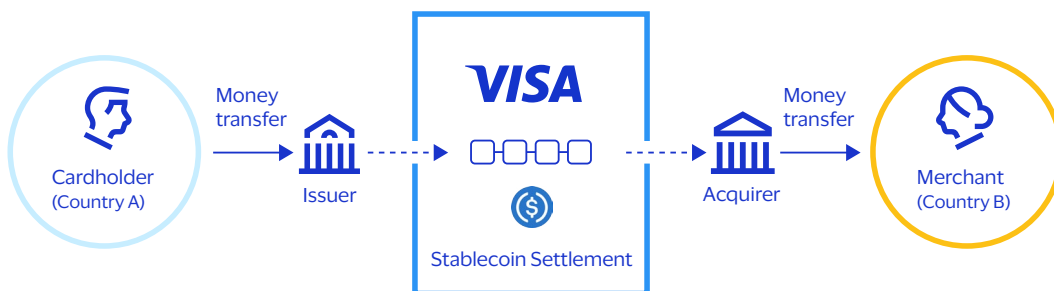 Cardholder
(Country A)
Money
transfer
Issuer
VISA
$
Stablecoin Settlement
Acquirer
Money
transfer
Merchant
(Country B)